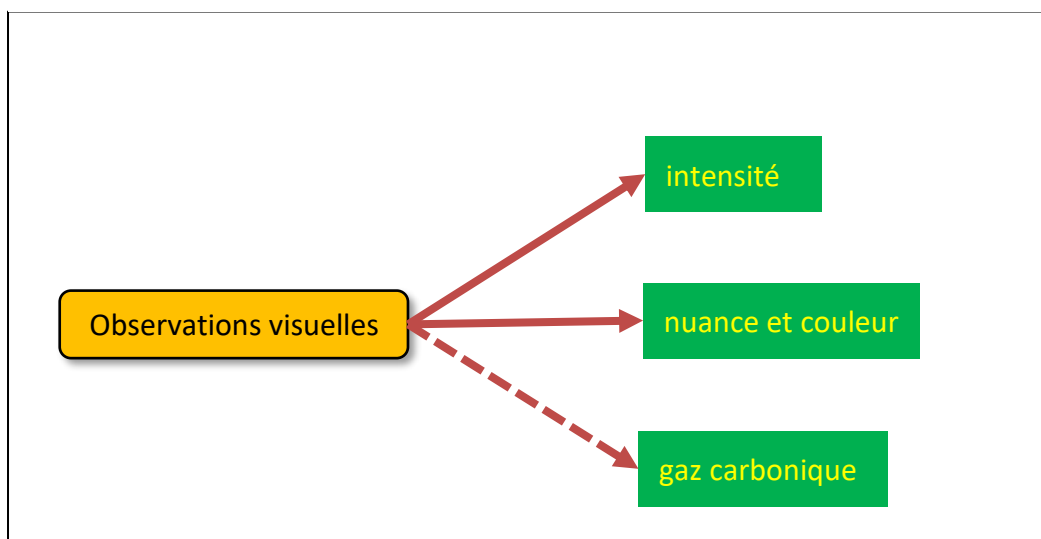 intensité
Observations visuelles
nuance et couleur
gaz carbonique